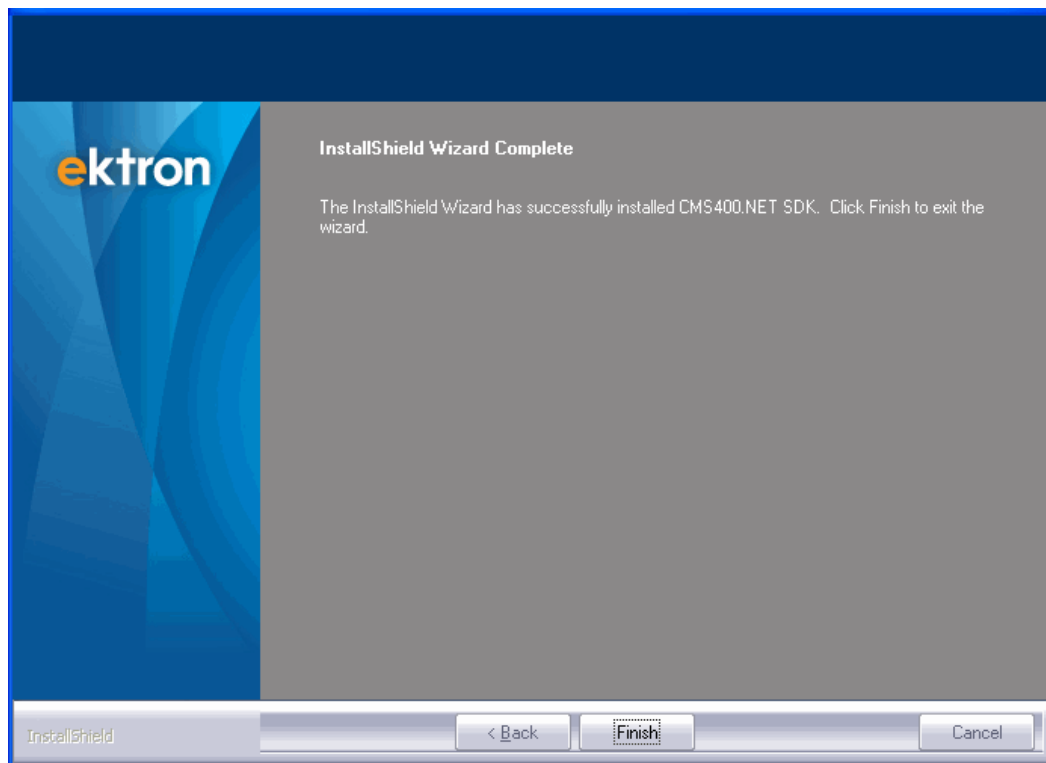 ektron
InstallShield Wizard Complete
The InstallShield Wizard has successfully installed CMS400.NET SDK. Click Finish to exit the
wizard.
InstallShield
< Back
Finish
Cancel